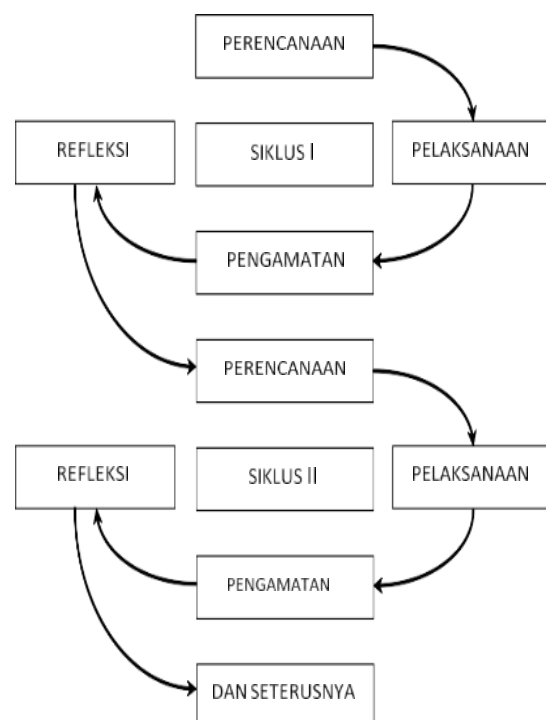 PERENCANAAN
REFLEKSI
SIKLUS I
PELAKSANAAN
PENGAMATAN
PERENCANAAN
REFLEKSI
SIKLUS II
PELAKSANAAN
PENGAMATAN
DAN SETERUSNYA